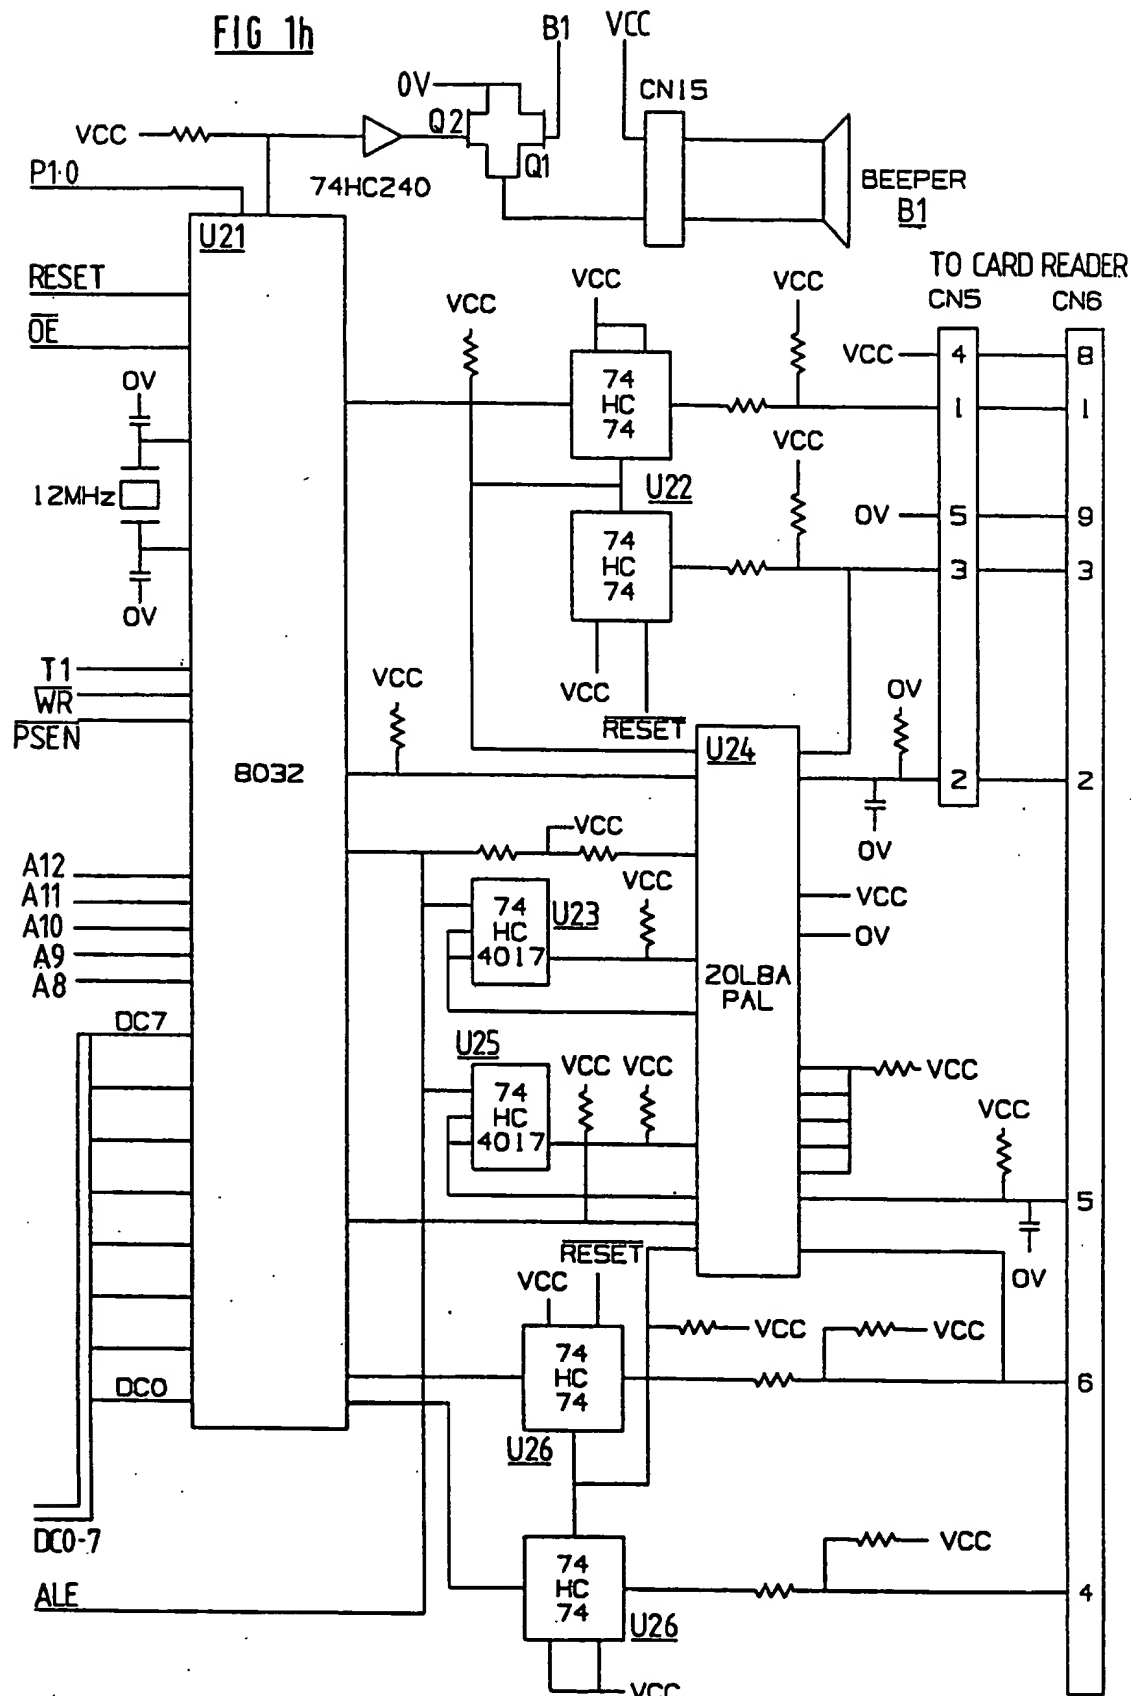 FIG 1h
B1
VCC
0V
CN15
Q2
VCC
Q1
P1·0
74HC240
BEEPER
B1
U21
TO CARD READER
CN5
CN6
RESET
VCC
VCC
VCC
OE
VCC
4
8
74
HC
74
0V
1
1
VCC
U22
12MHz
0V
5
9
74
HC
74
3
3
0V
T1
WR
PSEN
VCC
VCC
0V
RESET
U24
8032
2
2
VCC
0V
A12
VCC
VCC
A11
74
HC
4017
U23
A10
0V
A9
20L8A
PAL
A8
DC7
U25
VCC
VCC
VCC
74
HC
4017
VCC
5
RESET
VCC
0V
VCC
VCC
74
HC
74
DC0
6
U26
DC0-7
VCC
74
HC
74
ALE
4
U26
VCC